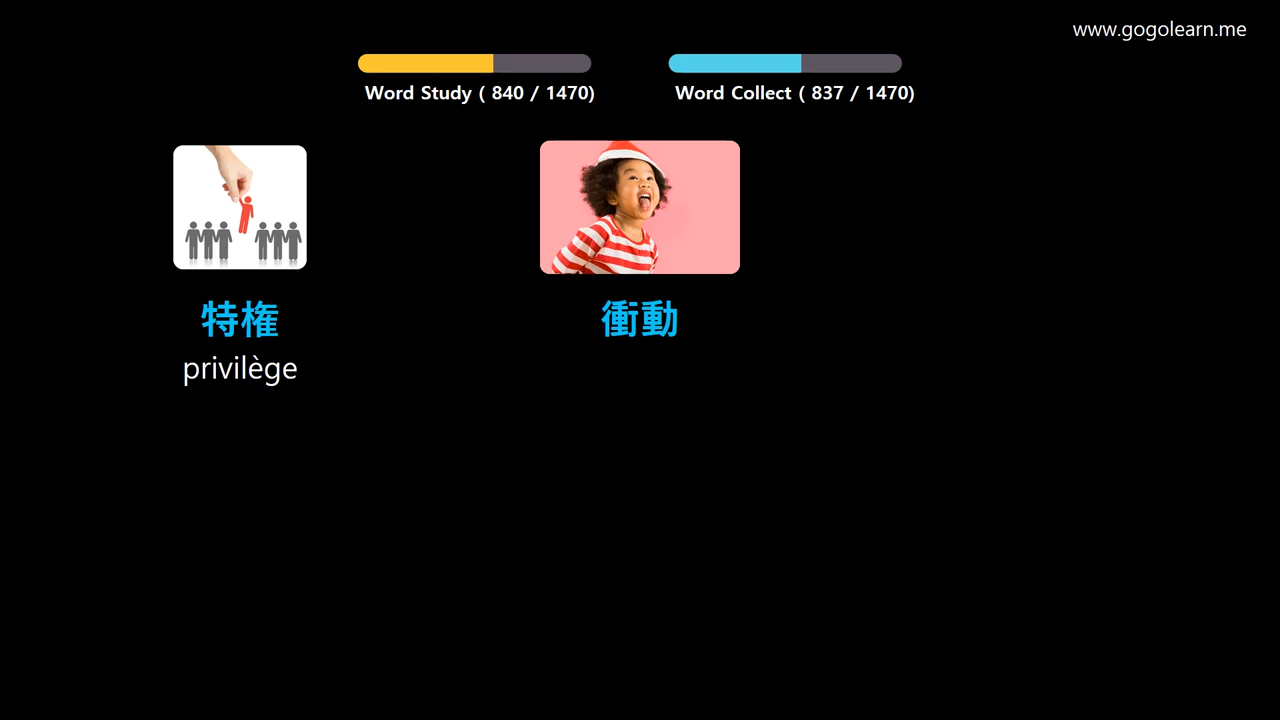 www.gogolearn.me
Word Study ( 840 / 1470)
Word Collect ( 837 / 1470)
特権
衝動
privilège